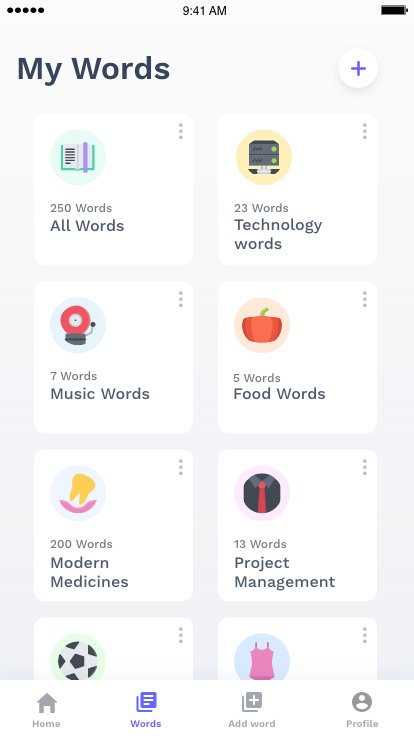 9:41 AM
My Words
250 Words
All Words
23 Words
Technology
words
7 Words
Music Words
5 Words
Food Words
200 Words
Modern
Medicines
13 Words
Project
Management
Home
Words
Add word
Profile